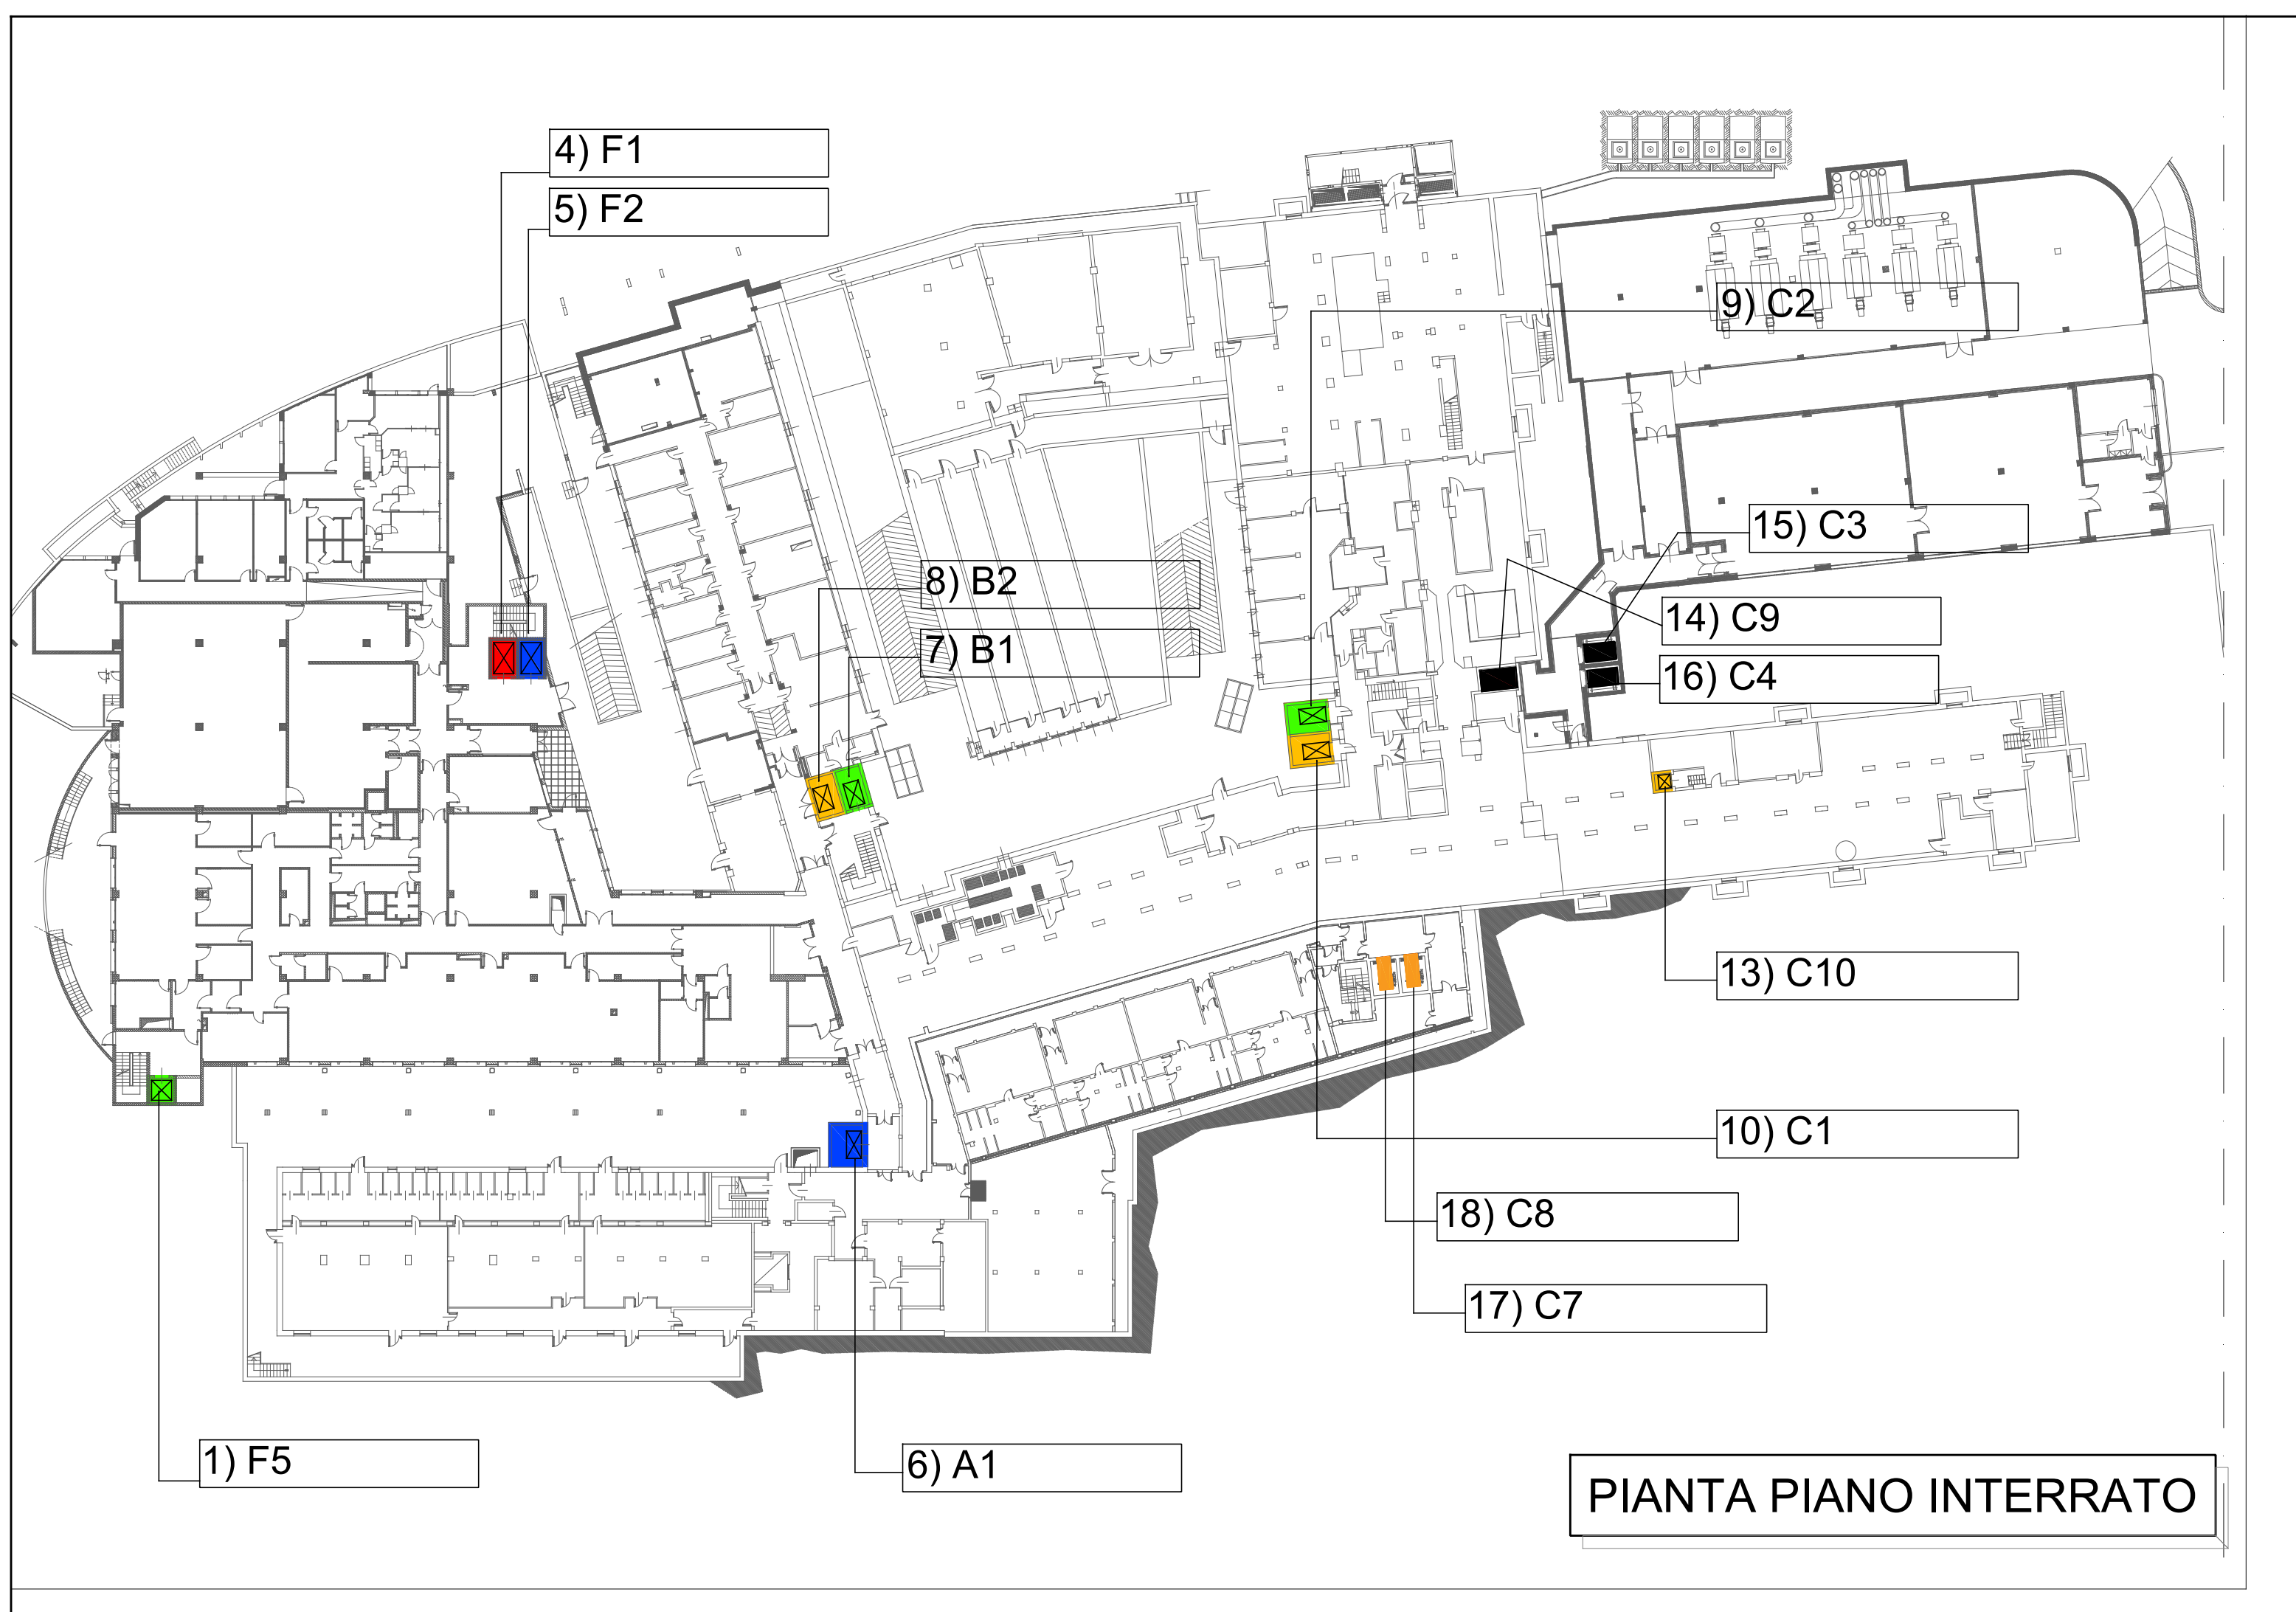 4) F1
5) F2
9) C2
15) C3
8) B2
14) C9
7) B1
16) C4
13) C10
10) C1
18) C8
17) C7
1) F5
6) A1
PIANTA PIANO INTERRATO